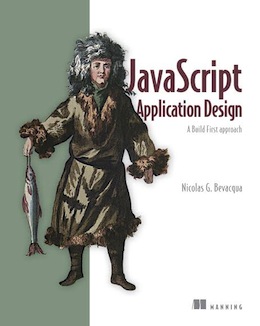 JavaScript
Application Design
A Build First approach
Nicolas G. Bevacqua
MANNING